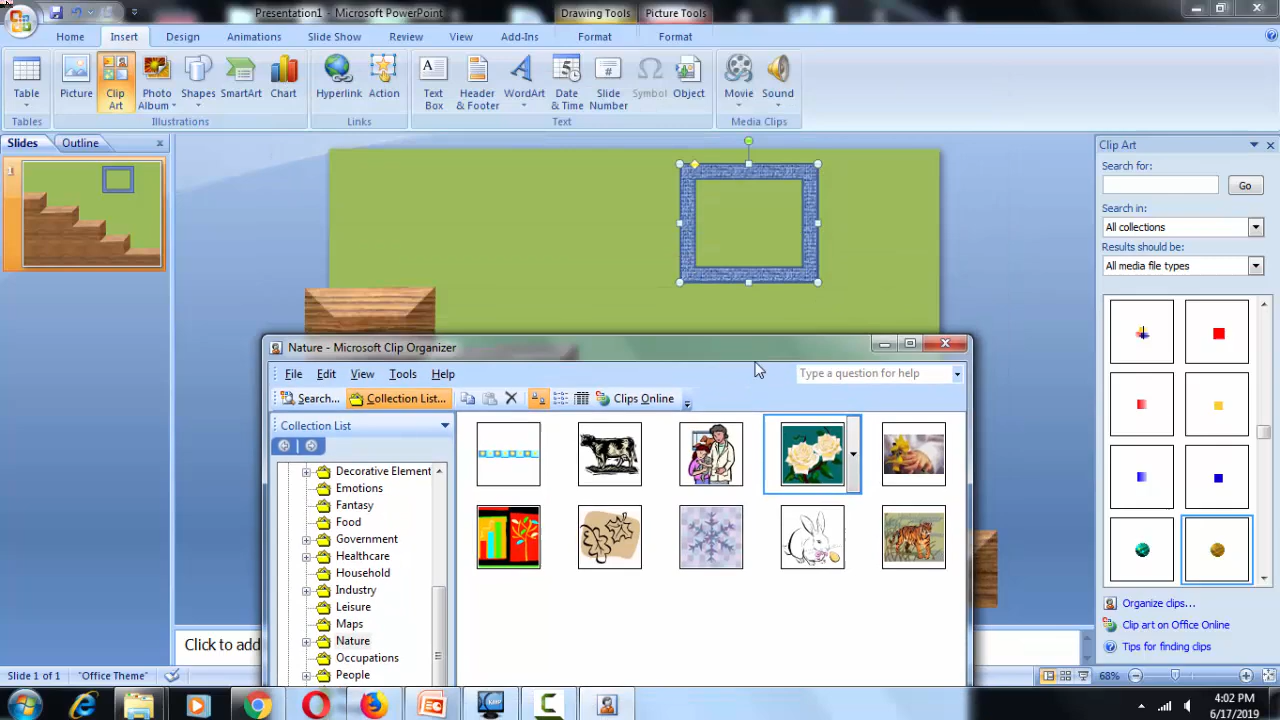 Presentation1 - Microsoft PowerPoint
Drawing Tools
Picture Tools
Home
Insert
Design
Animations
Slide Show
Review
View
Add-Ins
Format
Format
Table
Picture
Clip
Art
Photo
Album
Shapes
SmartArt
Chart
Hyperlink
Action
Text
Box
Header
& Footer
WordArt
Date
& Time
Slide
Number
Symbol
Object
Movie
Sound
Tables
Illustrations
Links
Text
Media Clips
Slides
Outline
1
Clip Art
Search for:
Go
Search in:
All collections
Results should be:
All media file types
Organize clips...
Clip art on Office Online
Tips for finding clips
Nature - Microsoft Clip Organizer
File
Edit
View
Tools
Help
Type a question for help
Search...
Collection List...
Clips Online
Collection List
Decorative Element
Emotions
Fantasy
Food
Government
Healthcare
Household
Industry
Leisure
Maps
Nature
Occupations
People
Click to add
Slide 1 of 1
"Office Theme"
68%
4:02 PM
6/17/2019